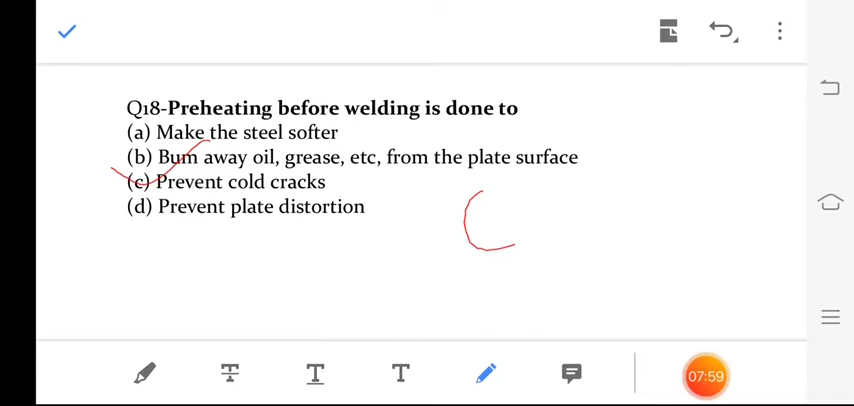 Q18-Preheating before welding is done to
(a) Make the steel softer
(b) Bum away oil, grease, etc, from the plate surface
(c) Prevent cold cracks
(d) Prevent plate distortion
C
T T T
07:59